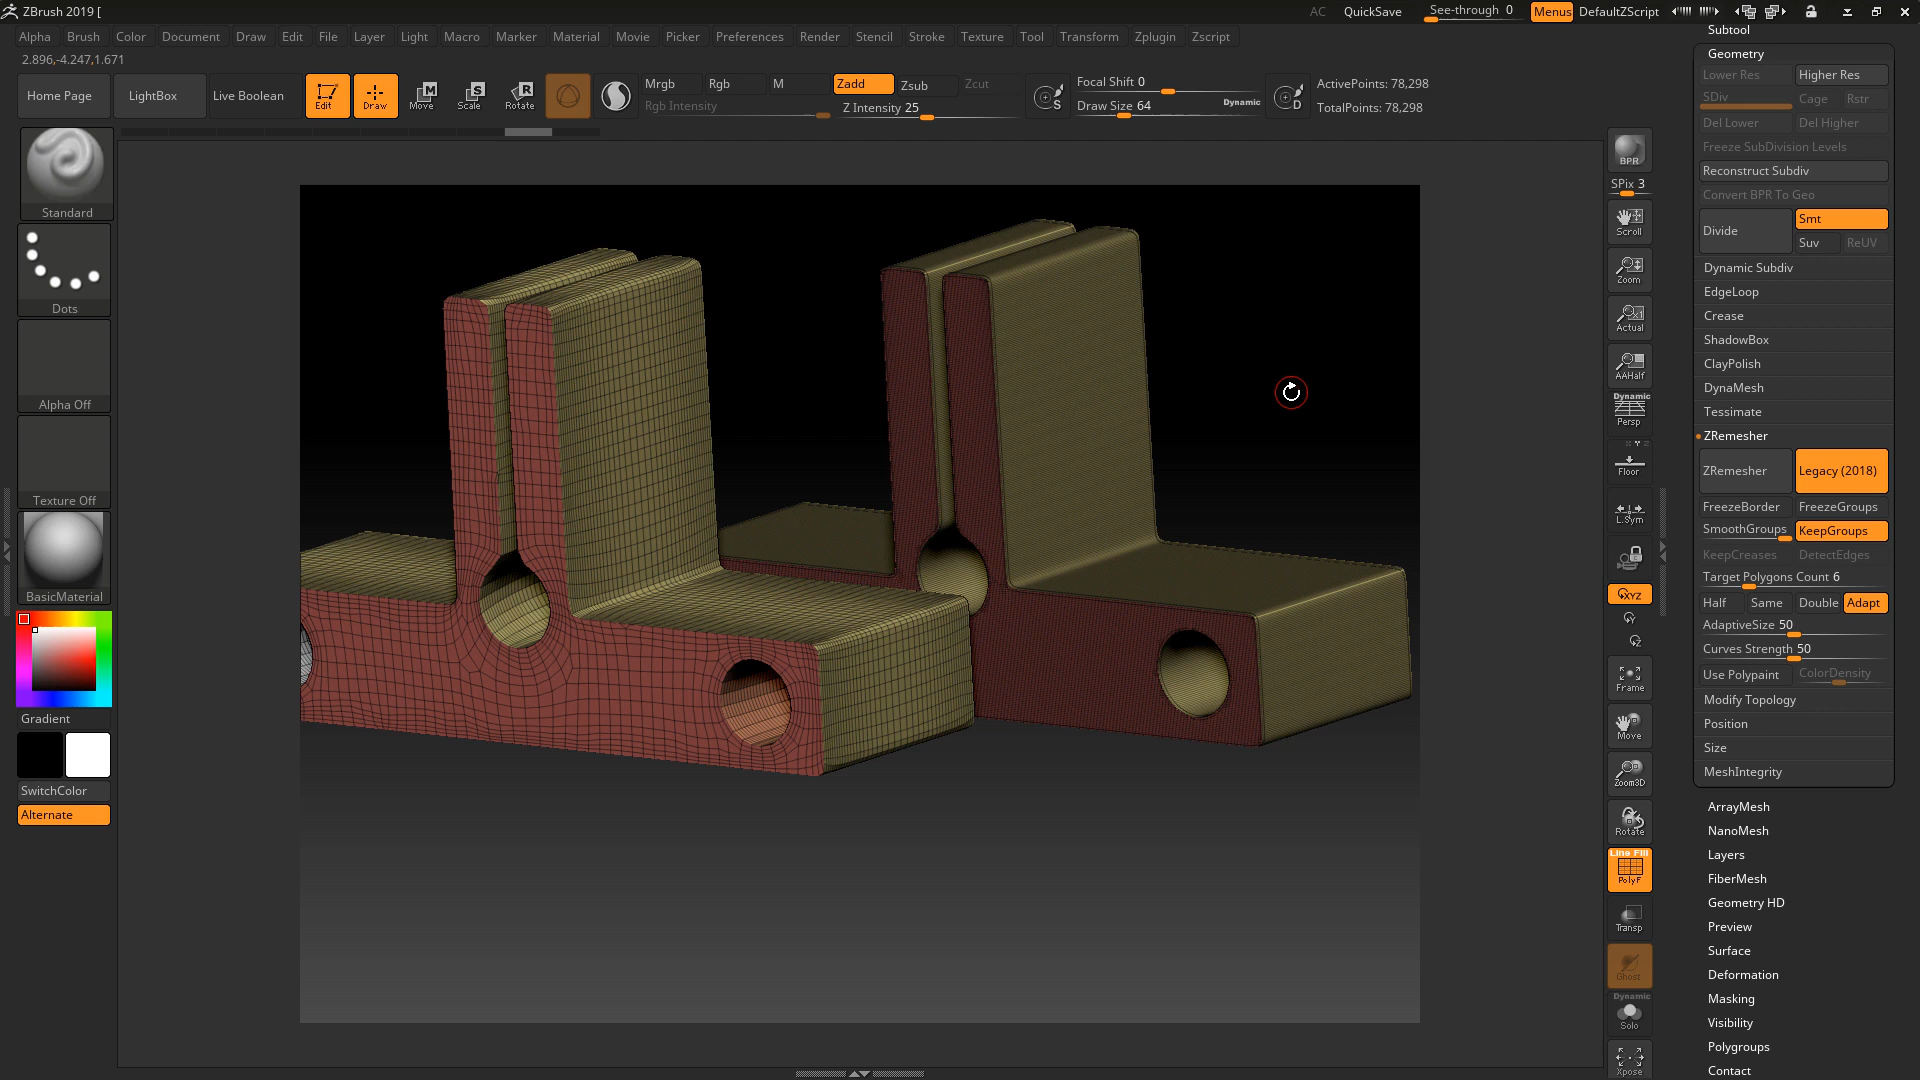 ZBrush 2019 [
AC QuickSave See-through 0 Menus DefaultZScript
Alpha Brush Color Document Draw Edit File Layer Light Macro Marker Material Movie Picker Preferences Render Stencil Stroke Texture Tool Transform Zplugin Zscript
2.896,-4.247,1.671
Home Page LightBox Live Boolean Edit Draw Move Scale Rotate
Mrgb Rgb M Zadd Zsub Zcut
Rgb Intensity Z Intensity 25
Focal Shift 0
Draw Size 64 Dynamic
ActivePoints: 78,298
TotalPoints: 78,298
Standard
Dots
Alpha Off
Texture Off
BasicMaterial
Gradient
SwitchColor
Alternate
BPR
SPix 3
Scroll
Zoom
Actual
AAHalf
Dynamic
Persp
Floor
L.Sym
XYZ
Frame
Move
Zoom3D
Rotate
Line Fill
PolyF
Transp
Ghost
Dynamic
Solo
Xpose
Subtool
Geometry
Lower Res Higher Res
SDiv Cage Rstr
Del Lower Del Higher
Freeze SubDivision Levels
Reconstruct Subdiv
Convert BPR To Geo
Divide Smt
Suv ReUV
Dynamic Subdiv
EdgeLoop
Crease
ShadowBox
ClayPolish
DynaMesh
Tessimate
ZRemesher
ZRemesher Legacy (2018)
FreezeBorder FreezeGroups
SmoothGroups KeepGroups
KeepCreases DetectEdges
Target Polygons Count 6
Half Same Double Adapt
AdaptiveSize 50
Curves Strength 50
Use Polypaint ColorDensity
Modify Topology
Position
Size
MeshIntegrity
ArrayMesh
NanoMesh
Layers
FiberMesh
Geometry HD
Preview
Surface
Deformation
Masking
Visibility
Polygroups
Contact